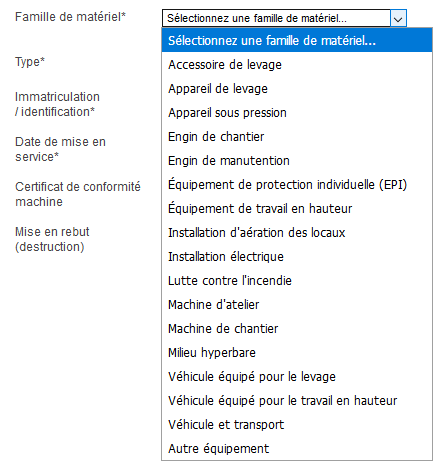 Famille de matériel*
Sélectionnez une famille de matériel...
Sélectionnez une famille de matériel...
Accessoire de levage
Type*
Appareil de levage
Immatriculation
/ identification*
Appareil sous pression
Engin de chantier
Date de mise en
service*
Engin de manutention
Certificat de conformité
machine
Équipement de protection individuelle (EPI)
Équipement de travail en hauteur
Mise en rebut
(destruction)
Installation d'aération des locaux
Installation électrique
Lutte contre l'incendie
Machine d'atelier
Machine de chantier
Milieu hyperbare
Véhicule équipé pour le levage
Véhicule équipé pour le travail en hauteur
Véhicule et transport
Autre équipement